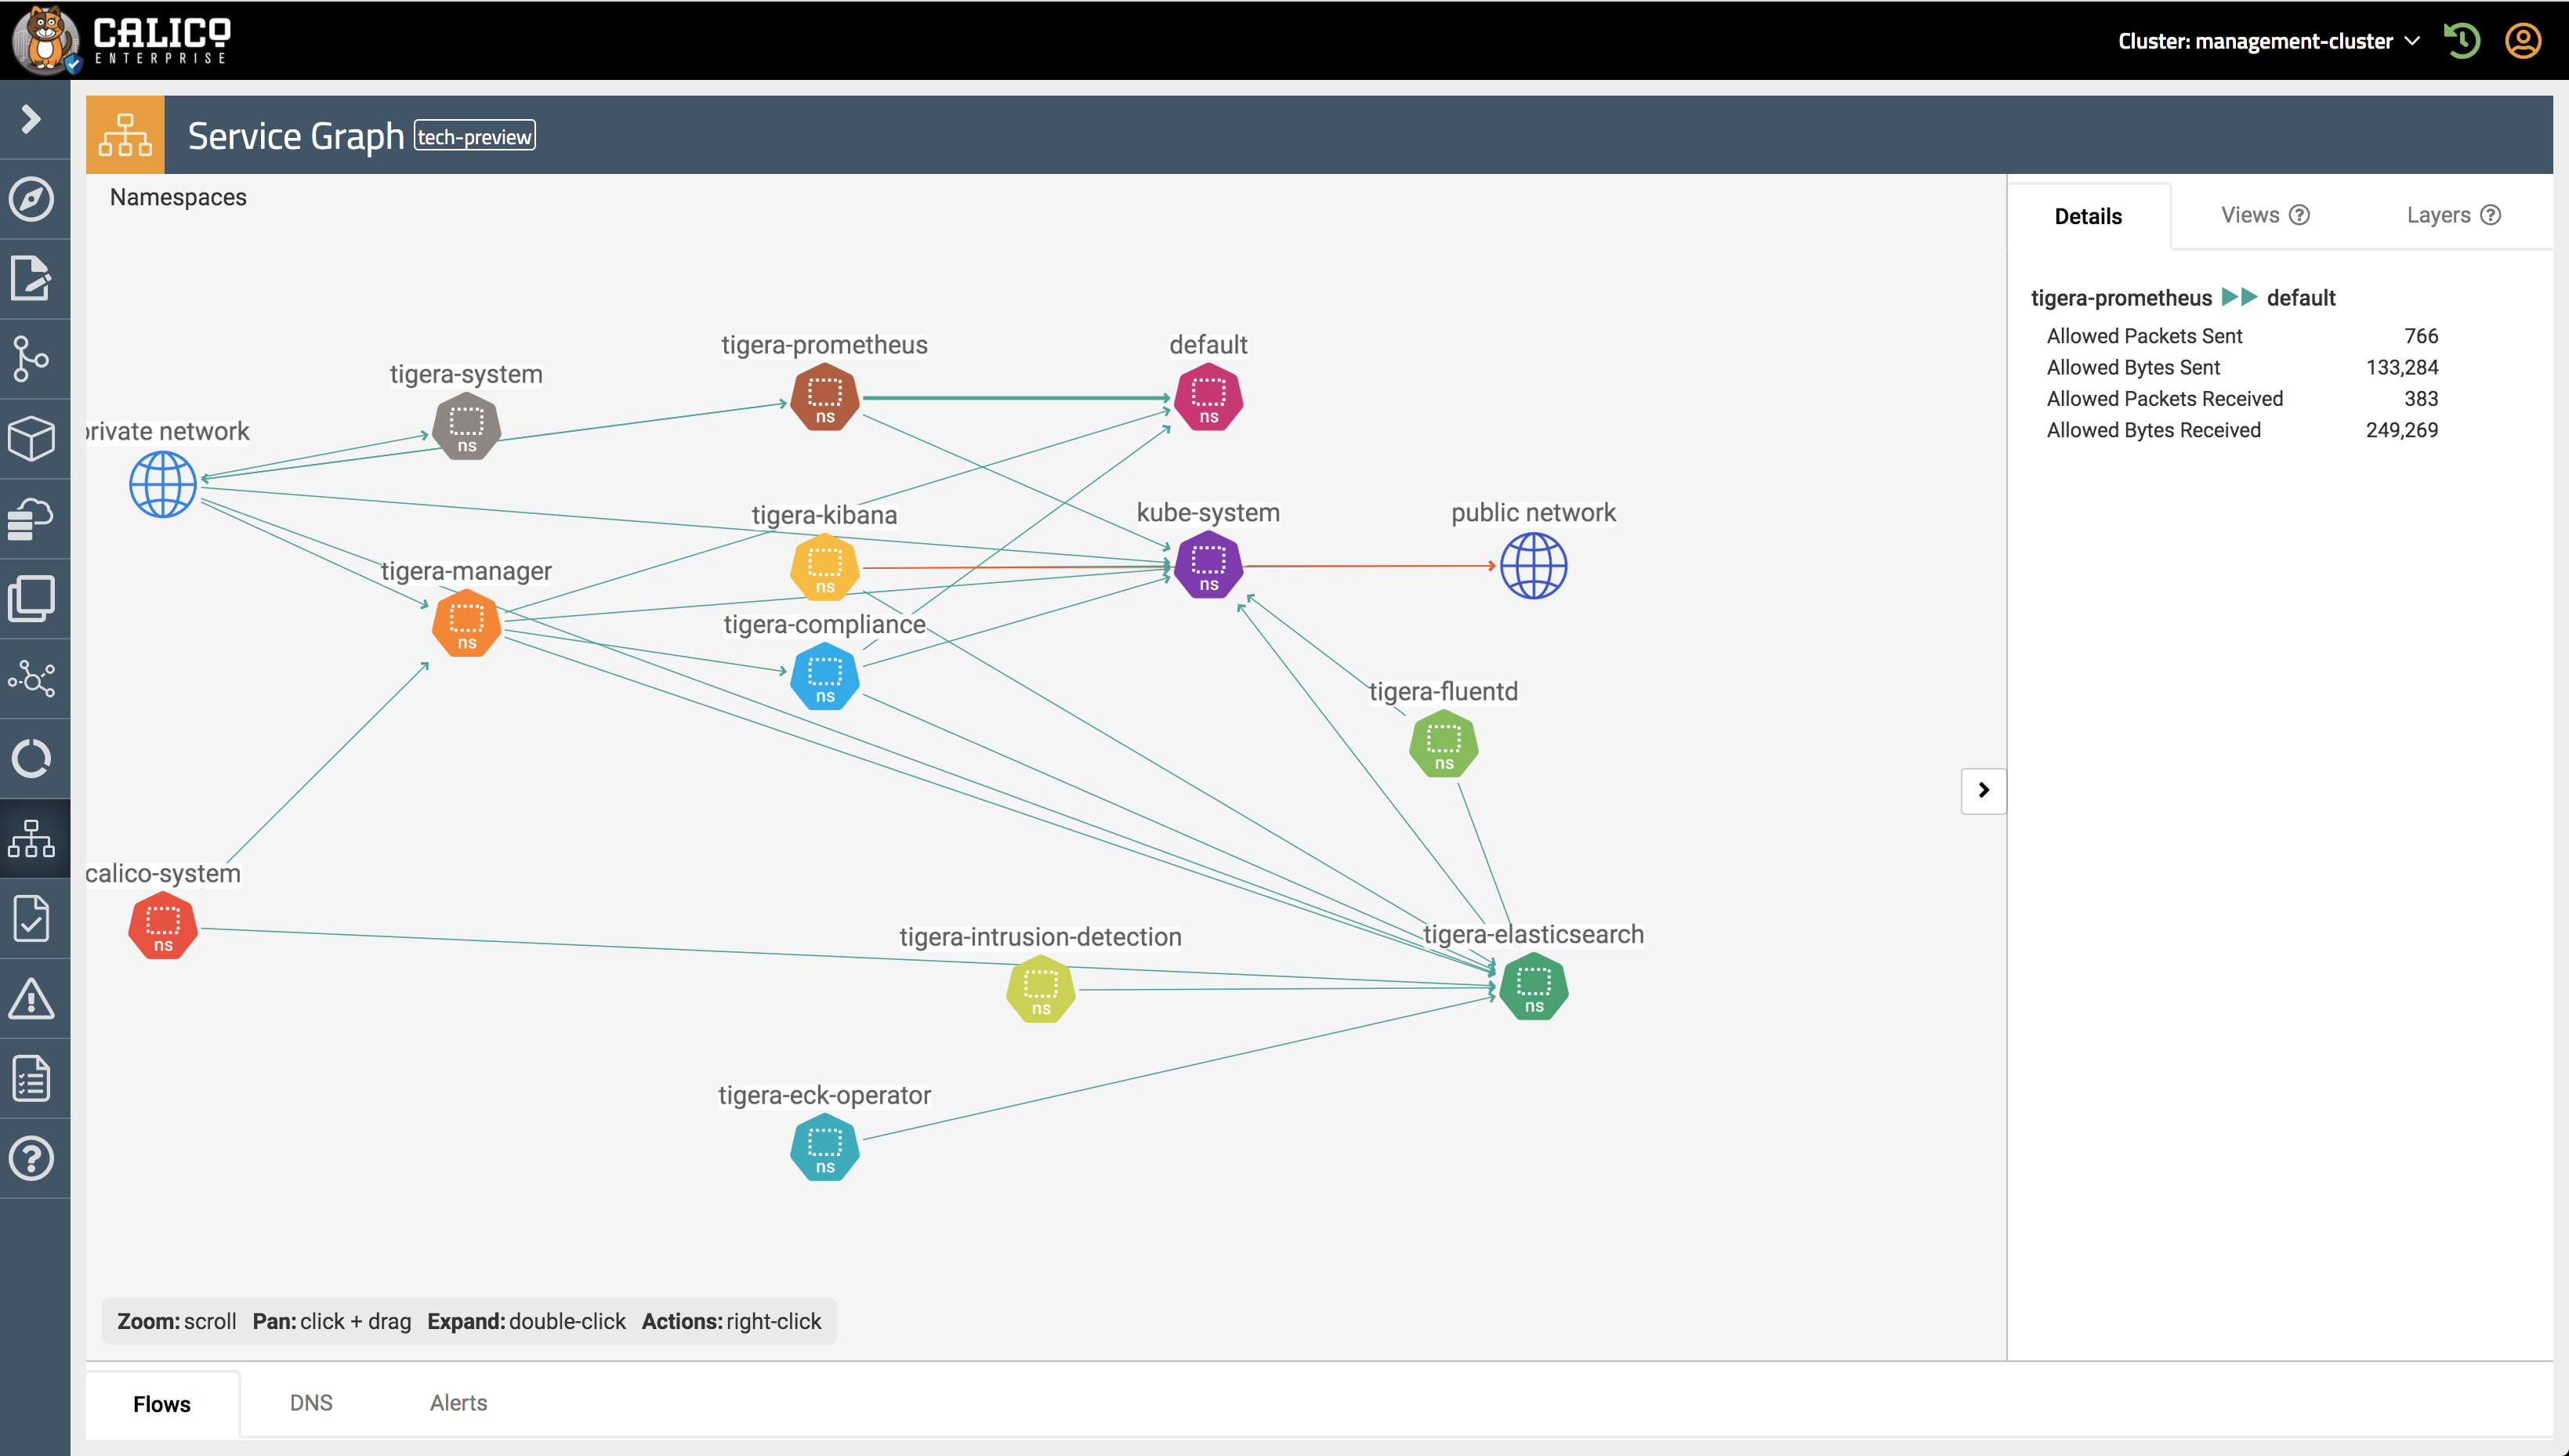 CALICO
ENTERPRISE
Cluster: management-cluster
Service Graph tech-preview
Namespaces
Details Views ? Layers ?
tigera-prometheus default
Allowed Packets Sent 766
Allowed Bytes Sent 133,284
Allowed Packets Received 383
Allowed Bytes Received 249,269
tigera-prometheus
ns
default
ns
tigera-system
ns
private network
tigera-kibana
ns
kube-system
ns
public network
tigera-manager
ns
tigera-compliance
ns
tigera-fluentd
ns
calico-system
ns
tigera-intrusion-detection
ns
tigera-elasticsearch
ns
tigera-eck-operator
ns
Zoom: scroll Pan: click + drag Expand: double-click Actions: right-click
Flows DNS Alerts